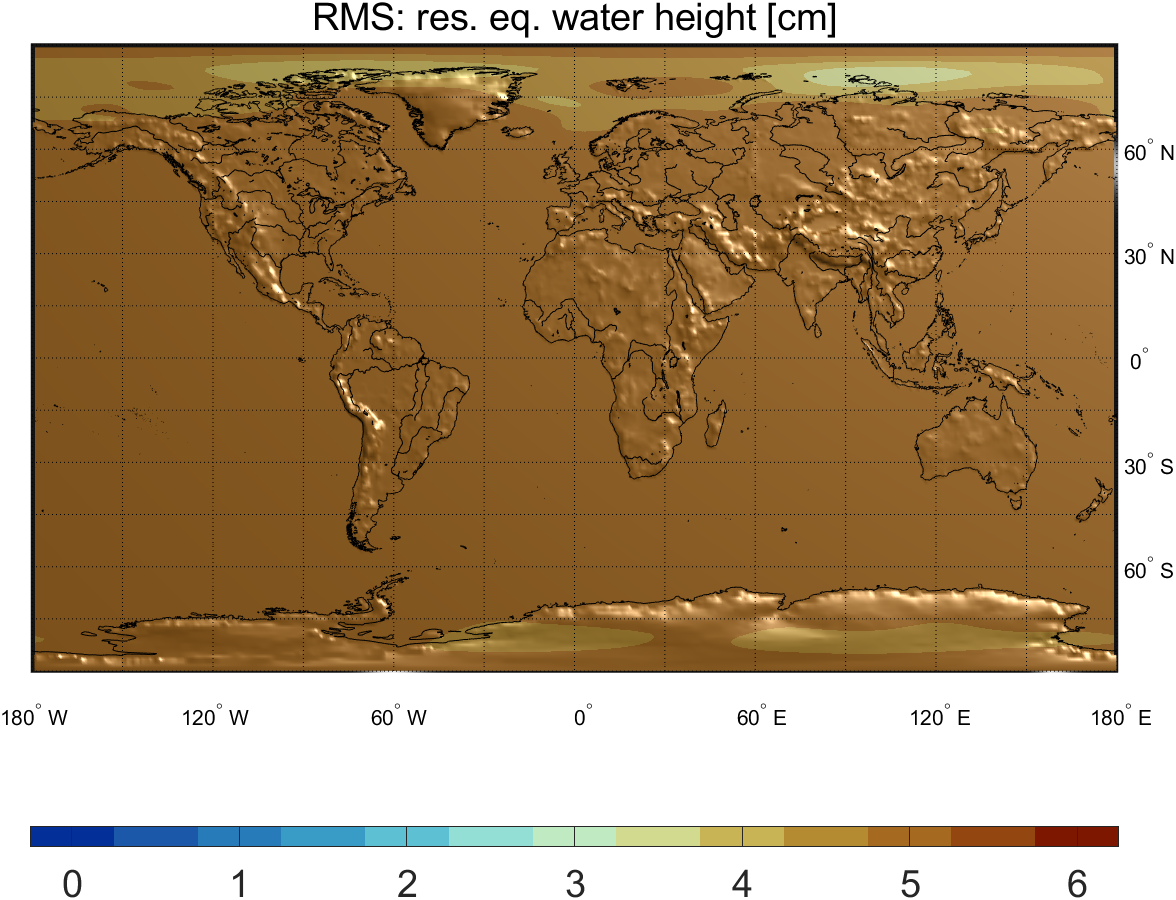 RMS: res. eq. water height [cm]
60° N
30° N
0°
30° S
60° S
180° W 120° W 60° W 0° 60° E 120° E 180° E
0 1 2 3 4 5 6